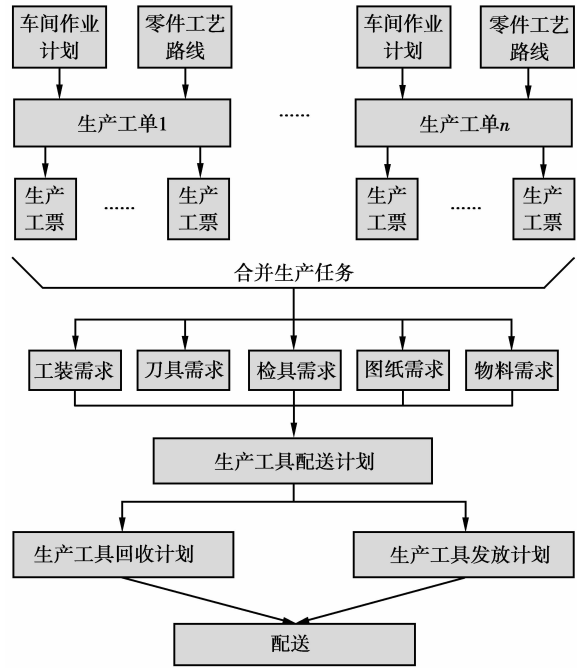 车间作业
计划
零件工艺
路线
车间作业
计划
零件工艺
路线
生产工单1
……
生产工单n
生产
工票
……
生产
工票
生产
工票
……
生产
工票
合并生产任务
工装需求
刀具需求
检具需求
图纸需求
物料需求
生产工具配送计划
生产工具回收计划
生产工具发放计划
配送